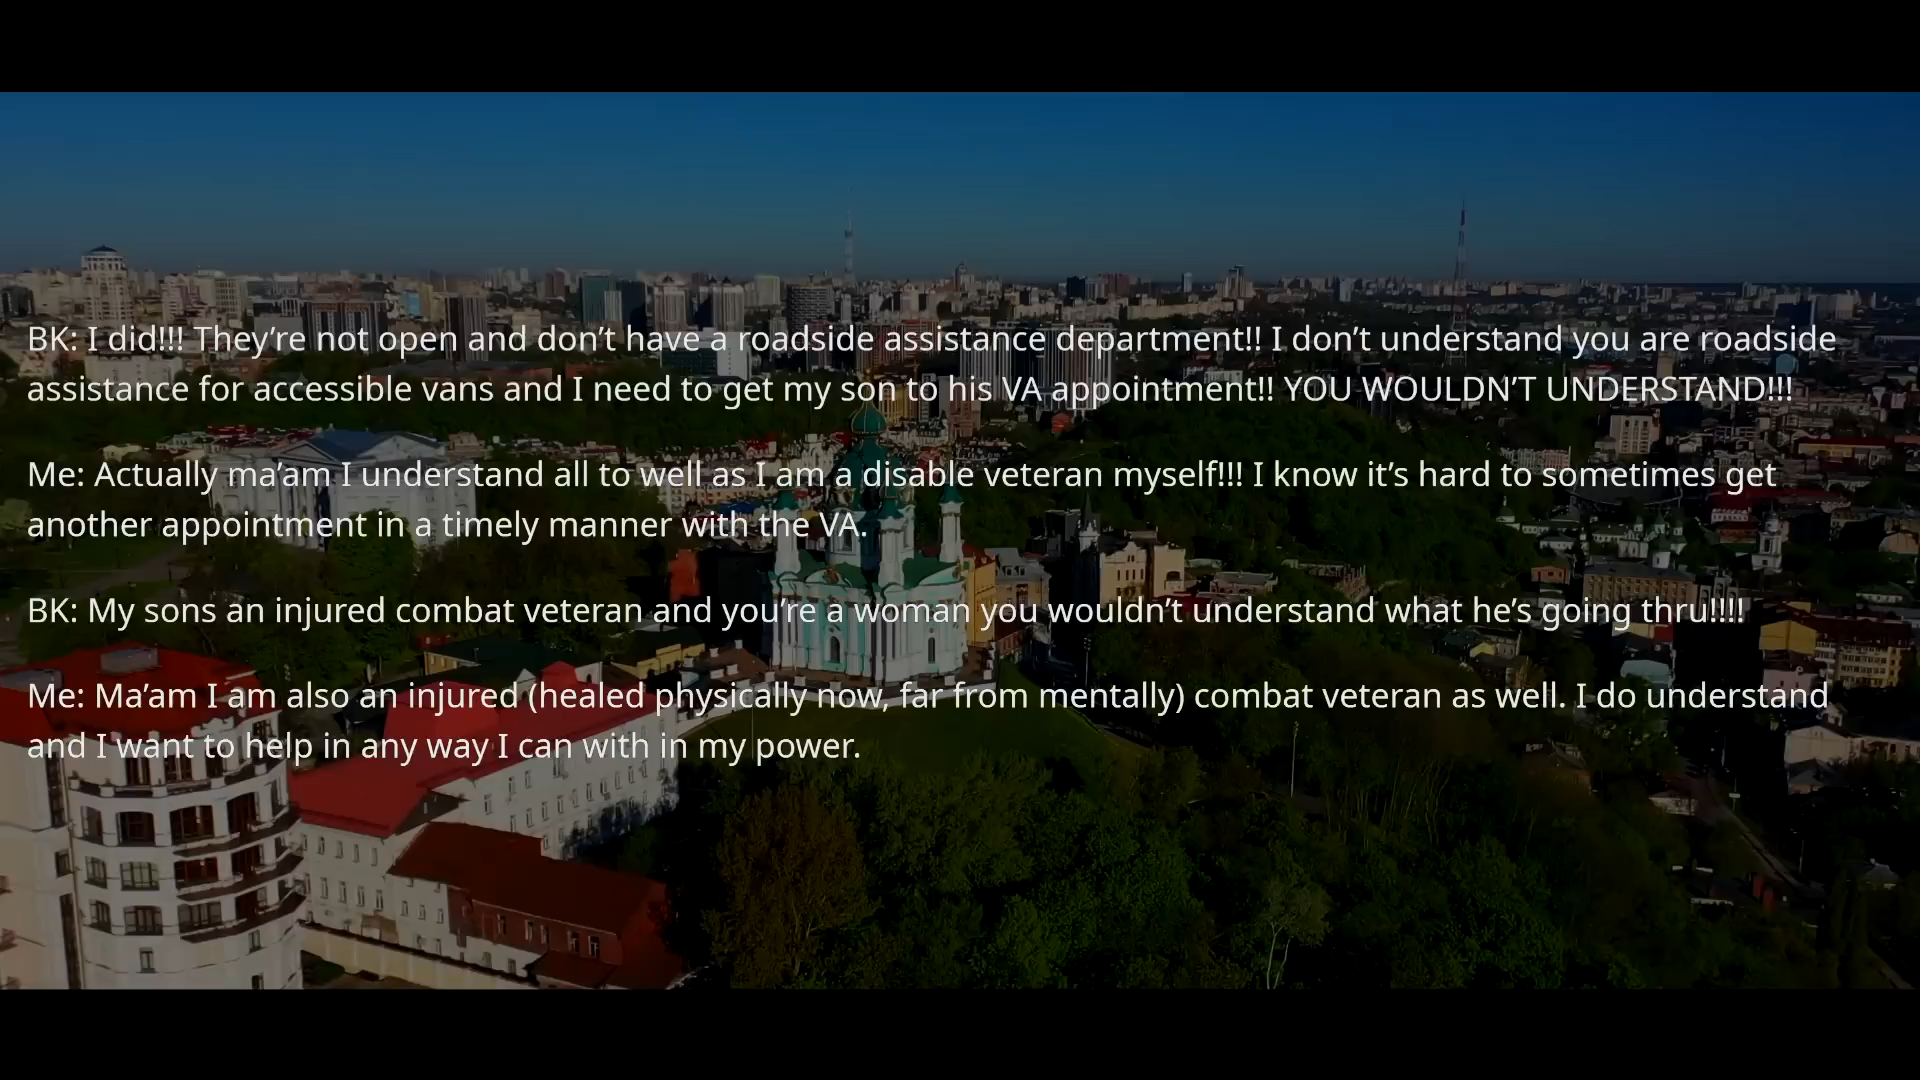 BK: I did!!! They’re not open and don’t have a roadside assistance department!! I don’t understand you are roadside
assistance for accessible vans and I need to get my son to his VA appointment!! YOU WOULDN’T UNDERSTAND!!!
Me: Actually ma’am I understand all to well as I am a disable veteran myself!!! I know it’s hard to sometimes get
another appointment in a timely manner with the VA.
BK: My sons an injured combat veteran and you’re a woman you wouldn’t understand what he’s going thru!!!!
Me: Ma’am I am also an injured (healed physically now, far from mentally) combat veteran as well. I do understand
and I want to help in any way I can with in my power.